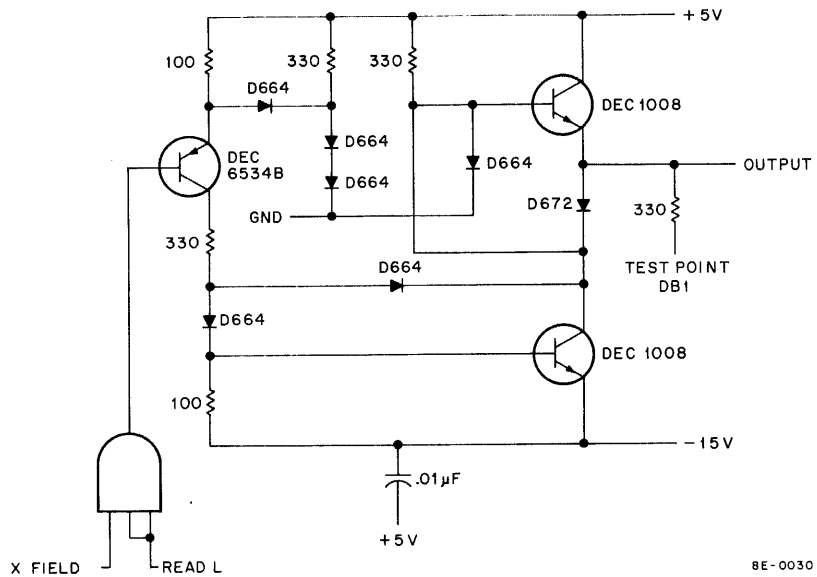 +5V
100
330
330
D664
DEC 1008
DEC
6534B
D664
D664
D664
OUTPUT
GND
D672
330
330
TEST POINT
DB1
D664
D664
DEC 1008
100
-15V
.01µF
+5V
X FIELD
READ L
8E-0030